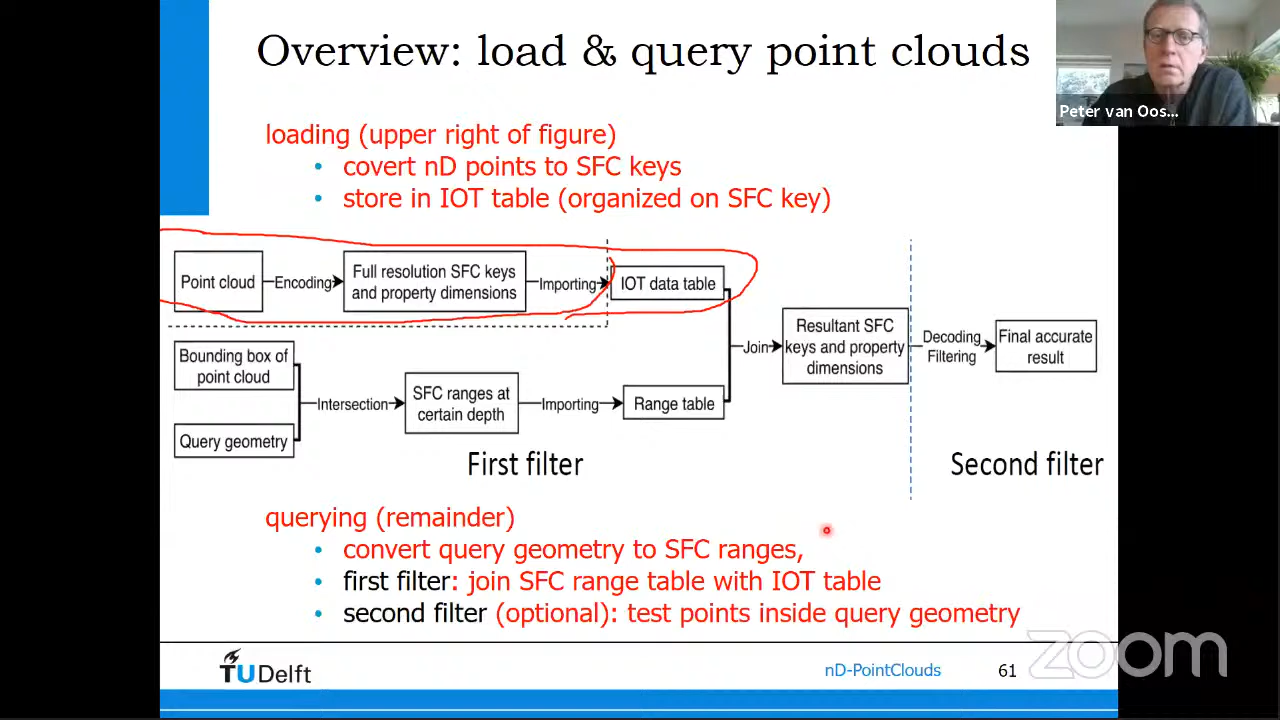 Overview: load & query point clouds
Peter van Oos...
loading (upper right of figure)
• covert nD points to SFC keys
• store in IOT table (organized on SFC key)
Point cloud
Encoding
Full resolution SFC keys
and property dimensions
Importing
IOT data table
Bounding box of
point cloud
Query geometry
Intersection
SFC ranges at
certain depth
Importing
Range table
Join
Resultant SFC
keys and property
dimensions
Decoding
Filtering
Final accurate
result
First filter
Second filter
querying (remainder)
• convert query geometry to SFC ranges,
• first filter: join SFC range table with IOT table
• second filter (optional): test points inside query geometry
TUDelft
nD-PointClouds
61
zoom